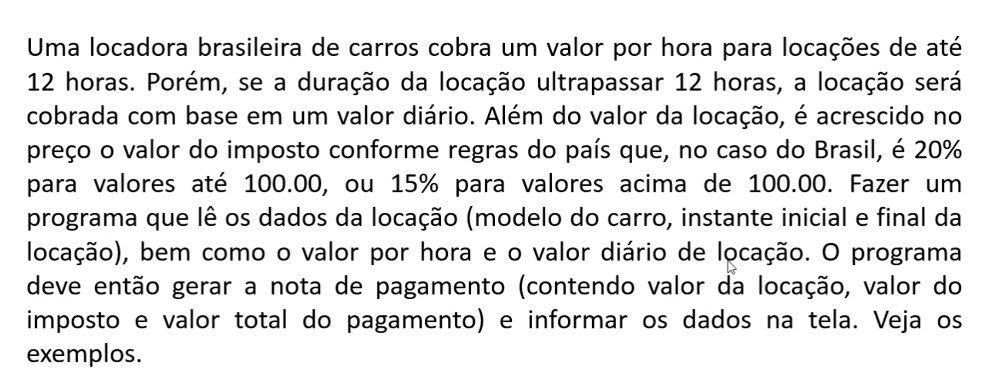 Uma locadora brasileira de carros cobra um valor por hora para locações de até
12 horas. Porém, se a duração da locação ultrapassar 12 horas, a locação será
cobrada com base em um valor diário. Além do valor da locação, é acrescido no
preço o valor do imposto conforme regras do país que, no caso do Brasil, é 20%
para valores até 100.00, ou 15% para valores acima de 100.00. Fazer um
programa que lê os dados da locação (modelo do carro, instante inicial e final da
locação), bem como o valor por hora e o valor diário de locação. O programa
deve então gerar a nota de pagamento (contendo valor da locação, valor do
imposto e valor total do pagamento) e informar os dados na tela. Veja os
exemplos.